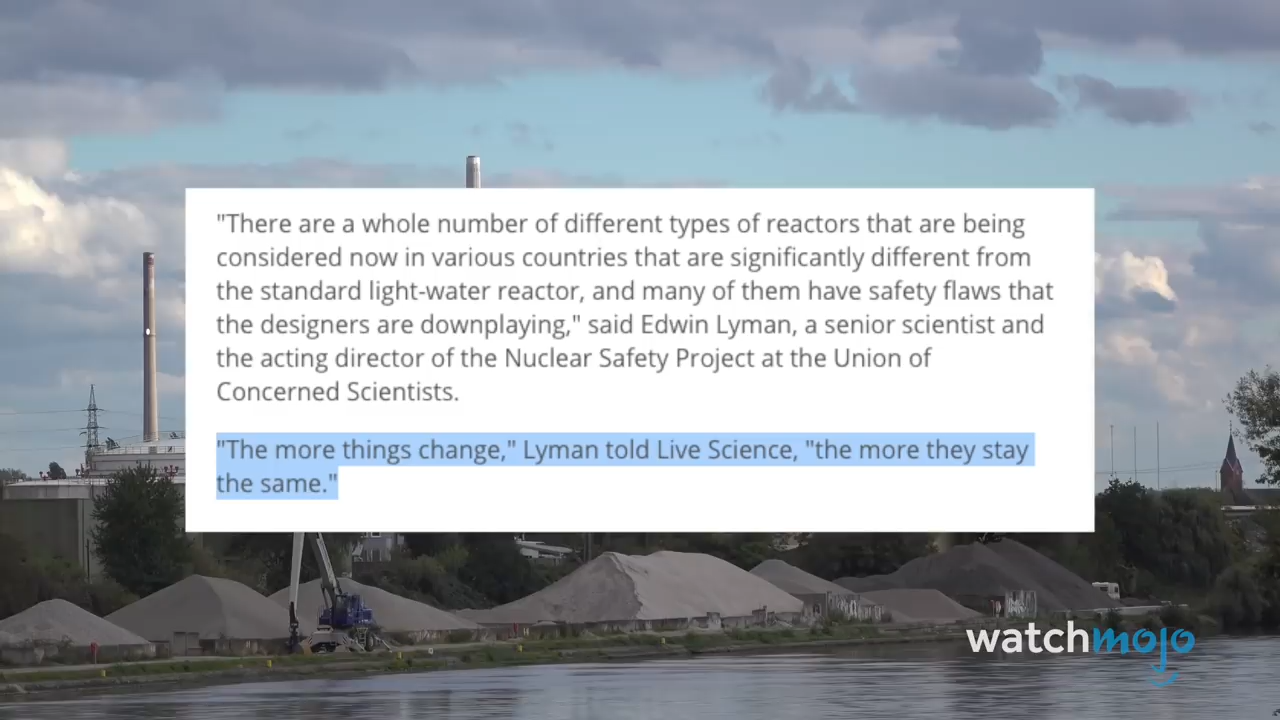 "There are a whole number of different types of reactors that are being
considered now in various countries that are significantly different from
the standard light-water reactor, and many of them have safety flaws that
the designers are downplaying," said Edwin Lyman, a senior scientist and
the acting director of the Nuclear Safety Project at the Union of
Concerned Scientists.
"The more things change," Lyman told Live Science, "the more they stay
the same."
watchmojo